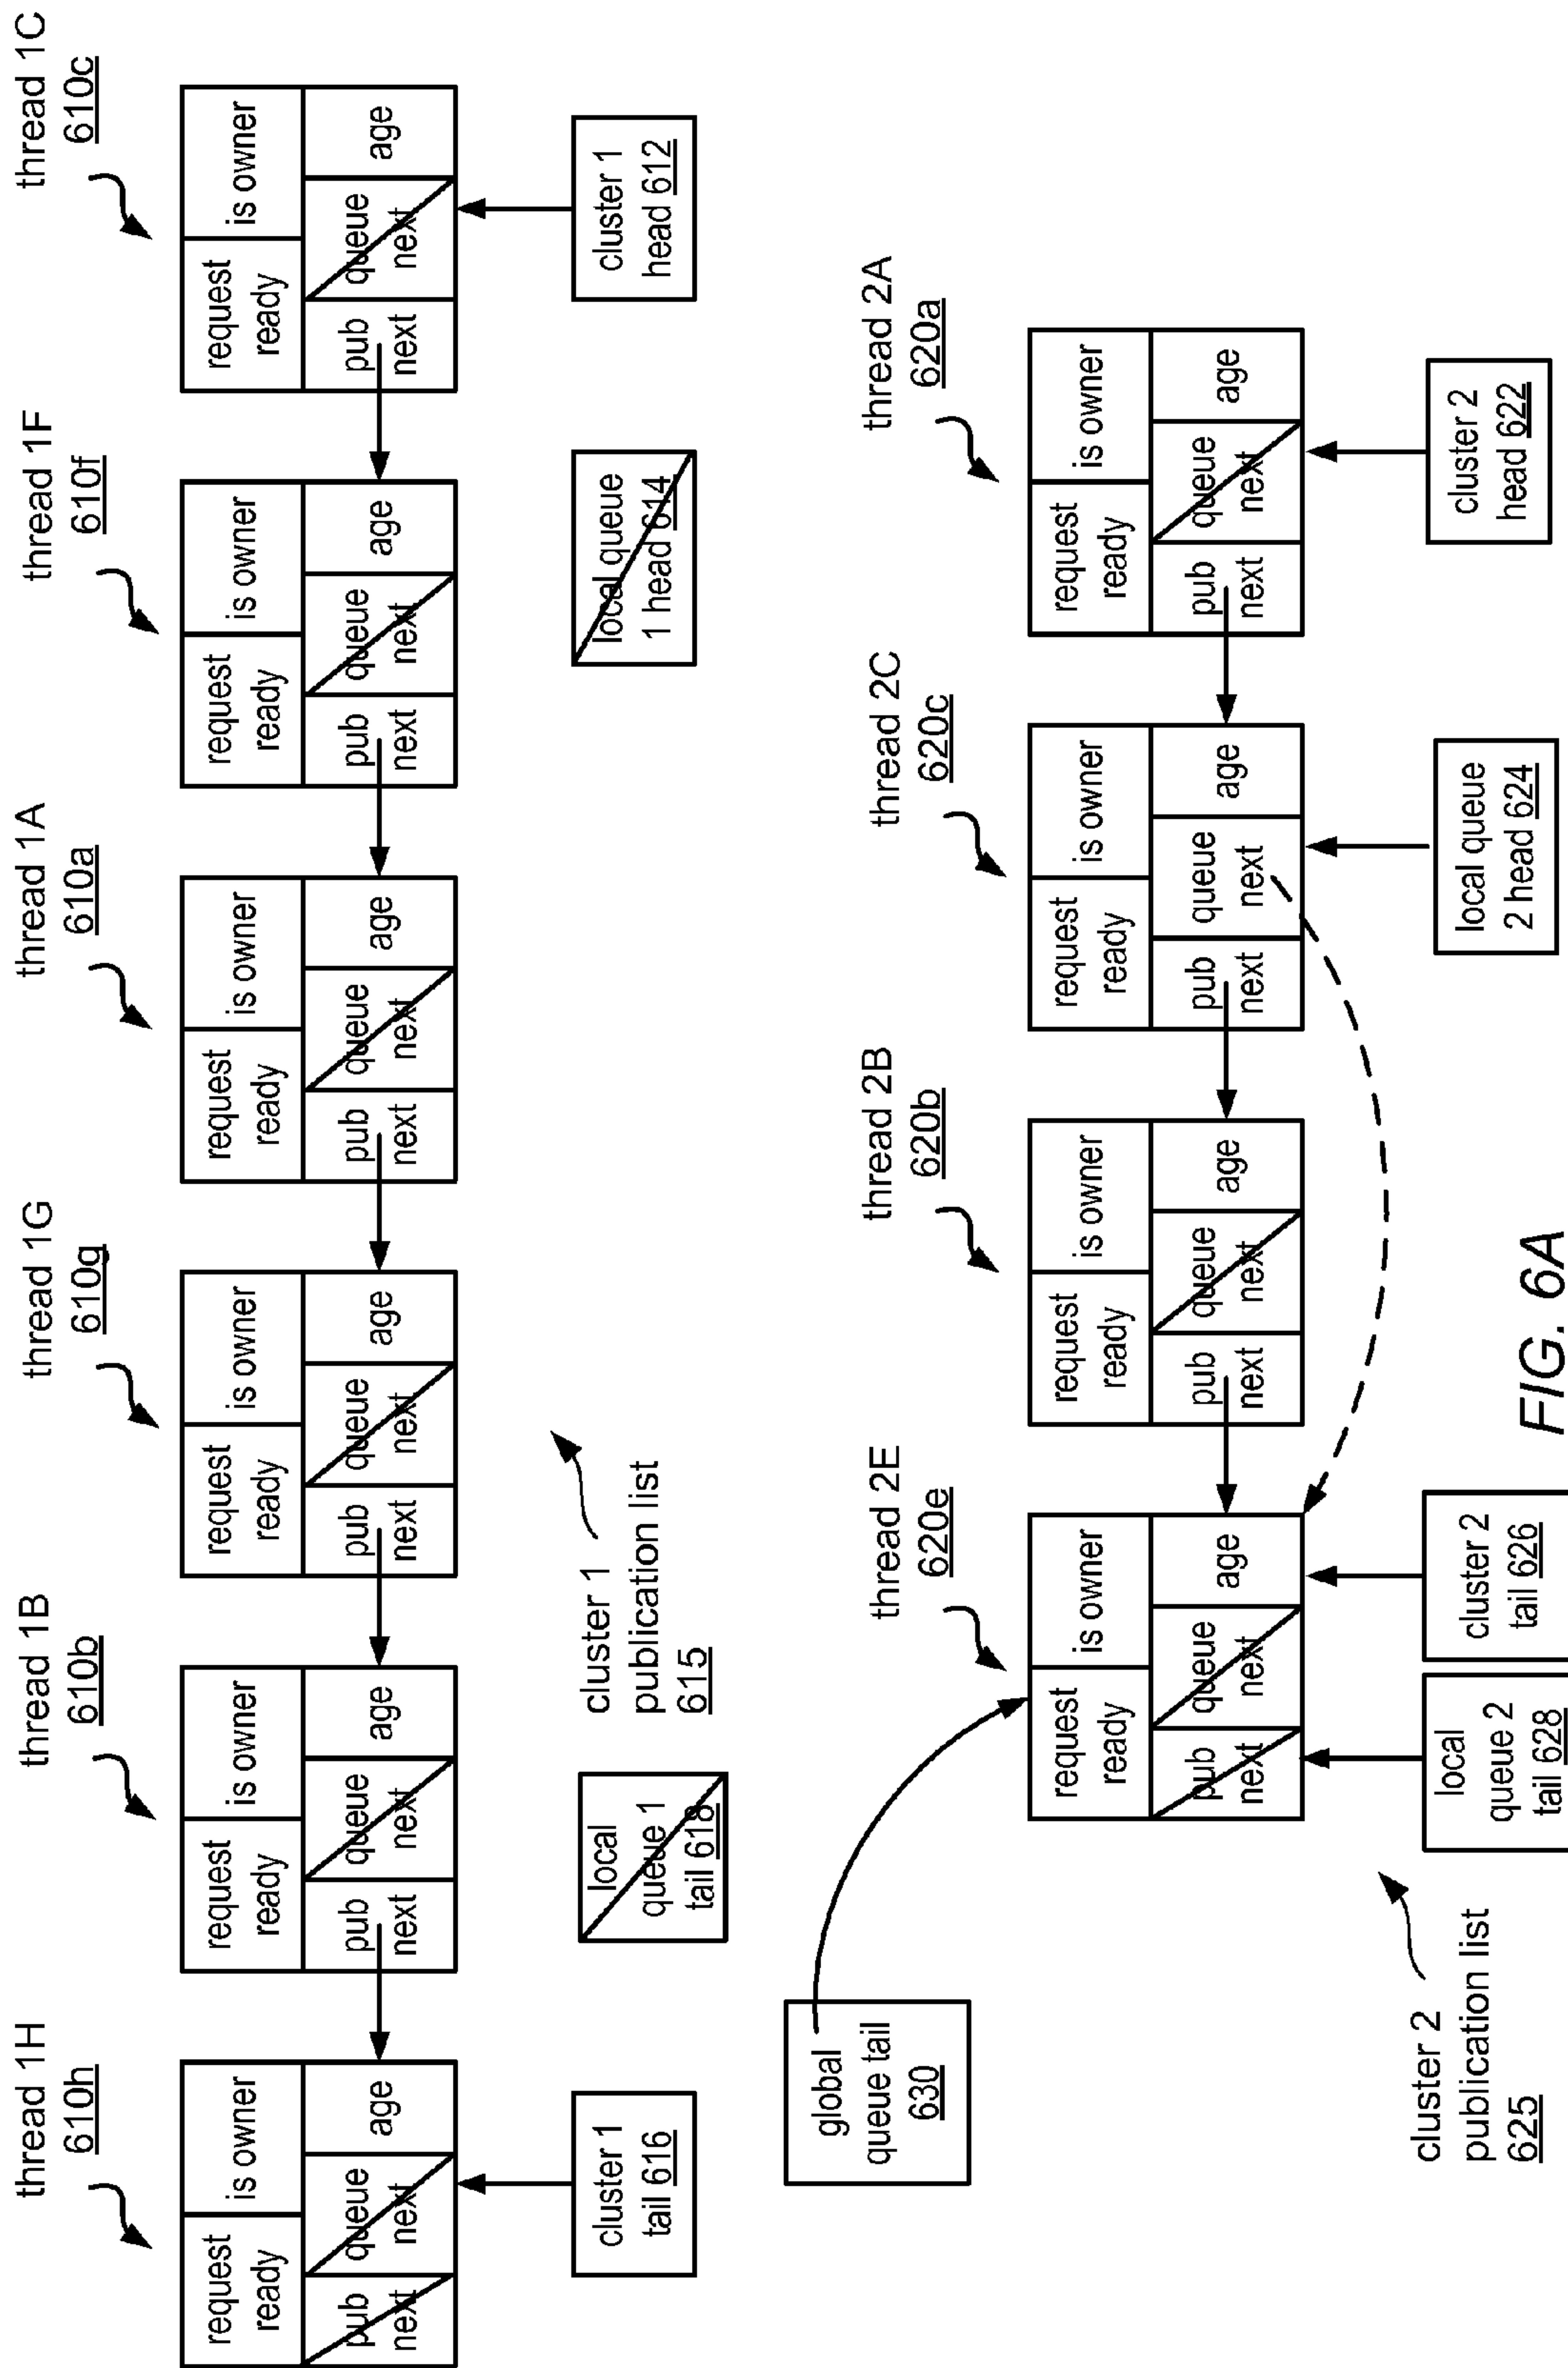 thread 1H
610h
request
ready
is owner
pub
next
queue
next
age
thread 1B
610b
request
ready
is owner
pub
next
queue
next
age
thread 1G
610g
request
ready
is owner
pub
next
queue
next
age
thread 1A
610a
request
ready
is owner
pub
next
queue
next
age
thread 1F
610f
request
ready
is owner
pub
next
queue
next
age
thread 1C
610c
request
ready
is owner
pub
next
queue
next
age
cluster 1
tail 616
local
queue 1
tail 618
cluster 1
publication list
615
local queue
1 head 614
cluster 1
head 612
global
queue tail
630
thread 2E
620e
request
ready
is owner
pub
next
queue
next
age
thread 2B
620b
request
ready
is owner
pub
next
queue
next
age
thread 2C
620c
request
ready
is owner
pub
next
queue
next
age
thread 2A
620a
request
ready
is owner
pub
next
queue
next
age
cluster 2
publication list
625
local
queue 2
tail 628
cluster 2
tail 626
local queue
2 head 624
cluster 2
head 622
FIG. 6A